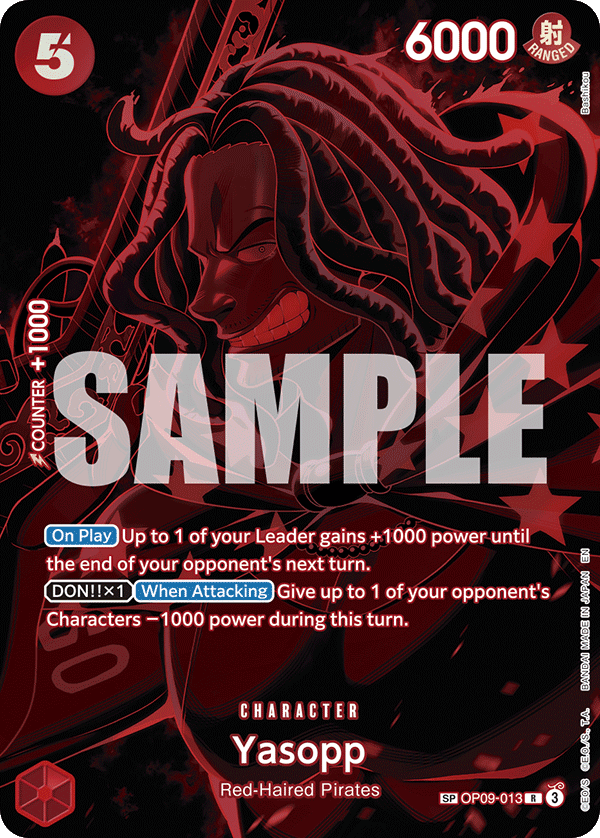 5
6000
射
RANGED
Bashikou
COUNTER +1000
SAMPLE
On Play Up to 1 of your Leader gains +1000 power until
the end of your opponent's next turn.
DON!!×1 When Attacking Give up to 1 of your opponent's
Characters −1000 power during this turn.
CHARACTER
Yasopp
Red-Haired Pirates
SP OP09-013 R 3
©EO/S ©E.O./S., T.A. BANDAI MADE IN JAPAN EN